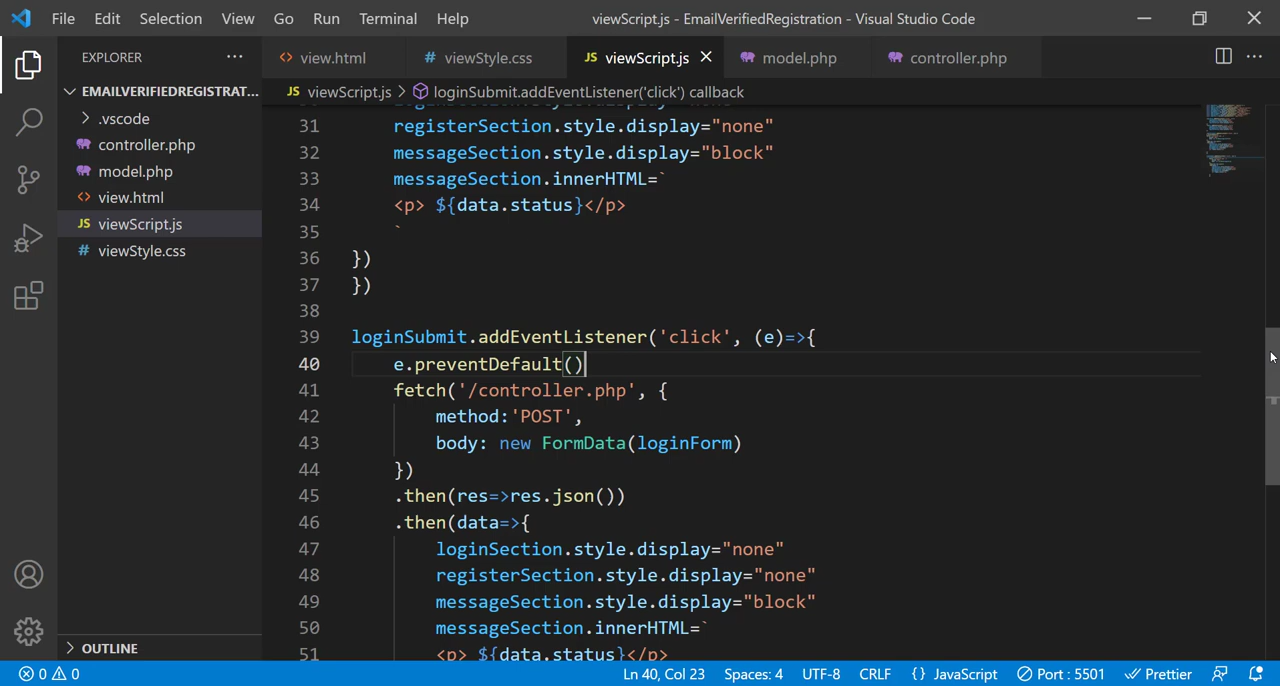 File Edit Selection View Go Run Terminal Help viewScript.js - EmailVerifiedRegistration - Visual Studio Code
EXPLORER ...
<> view.html # viewStyle.css JS viewScript.js × model.php controller.php
EMAILVERIFIEDREGISTRAT...
JS viewScript.js > loginSubmit.addEventListener('click') callback
.vscode
controller.php
model.php
<> view.html
JS viewScript.js
# viewStyle.css
31 registerSection.style.display="none"
32 messageSection.style.display="block"
33 messageSection.innerHTML=`
34 <p> ${data.status}</p>
35 `
36 })
37 })
38
39 loginSubmit.addEventListener('click', (e)=>{
40 e.preventDefault()
41 fetch('/controller.php', {
42 method:'POST',
43 body: new FormData(loginForm)
44 })
45 .then(res=>res.json())
46 .then(data=>{
47 loginSection.style.display="none"
48 registerSection.style.display="none"
49 messageSection.style.display="block"
50 messageSection.innerHTML=`
51 <p> ${data.status}</p>
OUTLINE
0 0 Ln 40, Col 23 Spaces: 4 UTF-8 CRLF {} JavaScript Port : 5501 Prettier